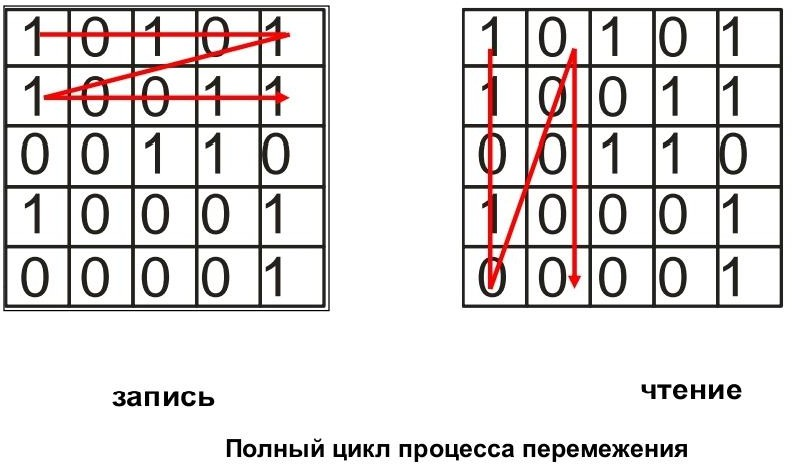 1 0 1 0 1 1 0 1 0 1
1 0 0 1 1 1 0 0 1 1
0 0 1 1 0 0 0 1 1 0
1 0 0 0 1 1 0 0 0 1
0 0 0 0 1 0 0 0 0 1
запись чтение
Полный цикл процесса перемежения